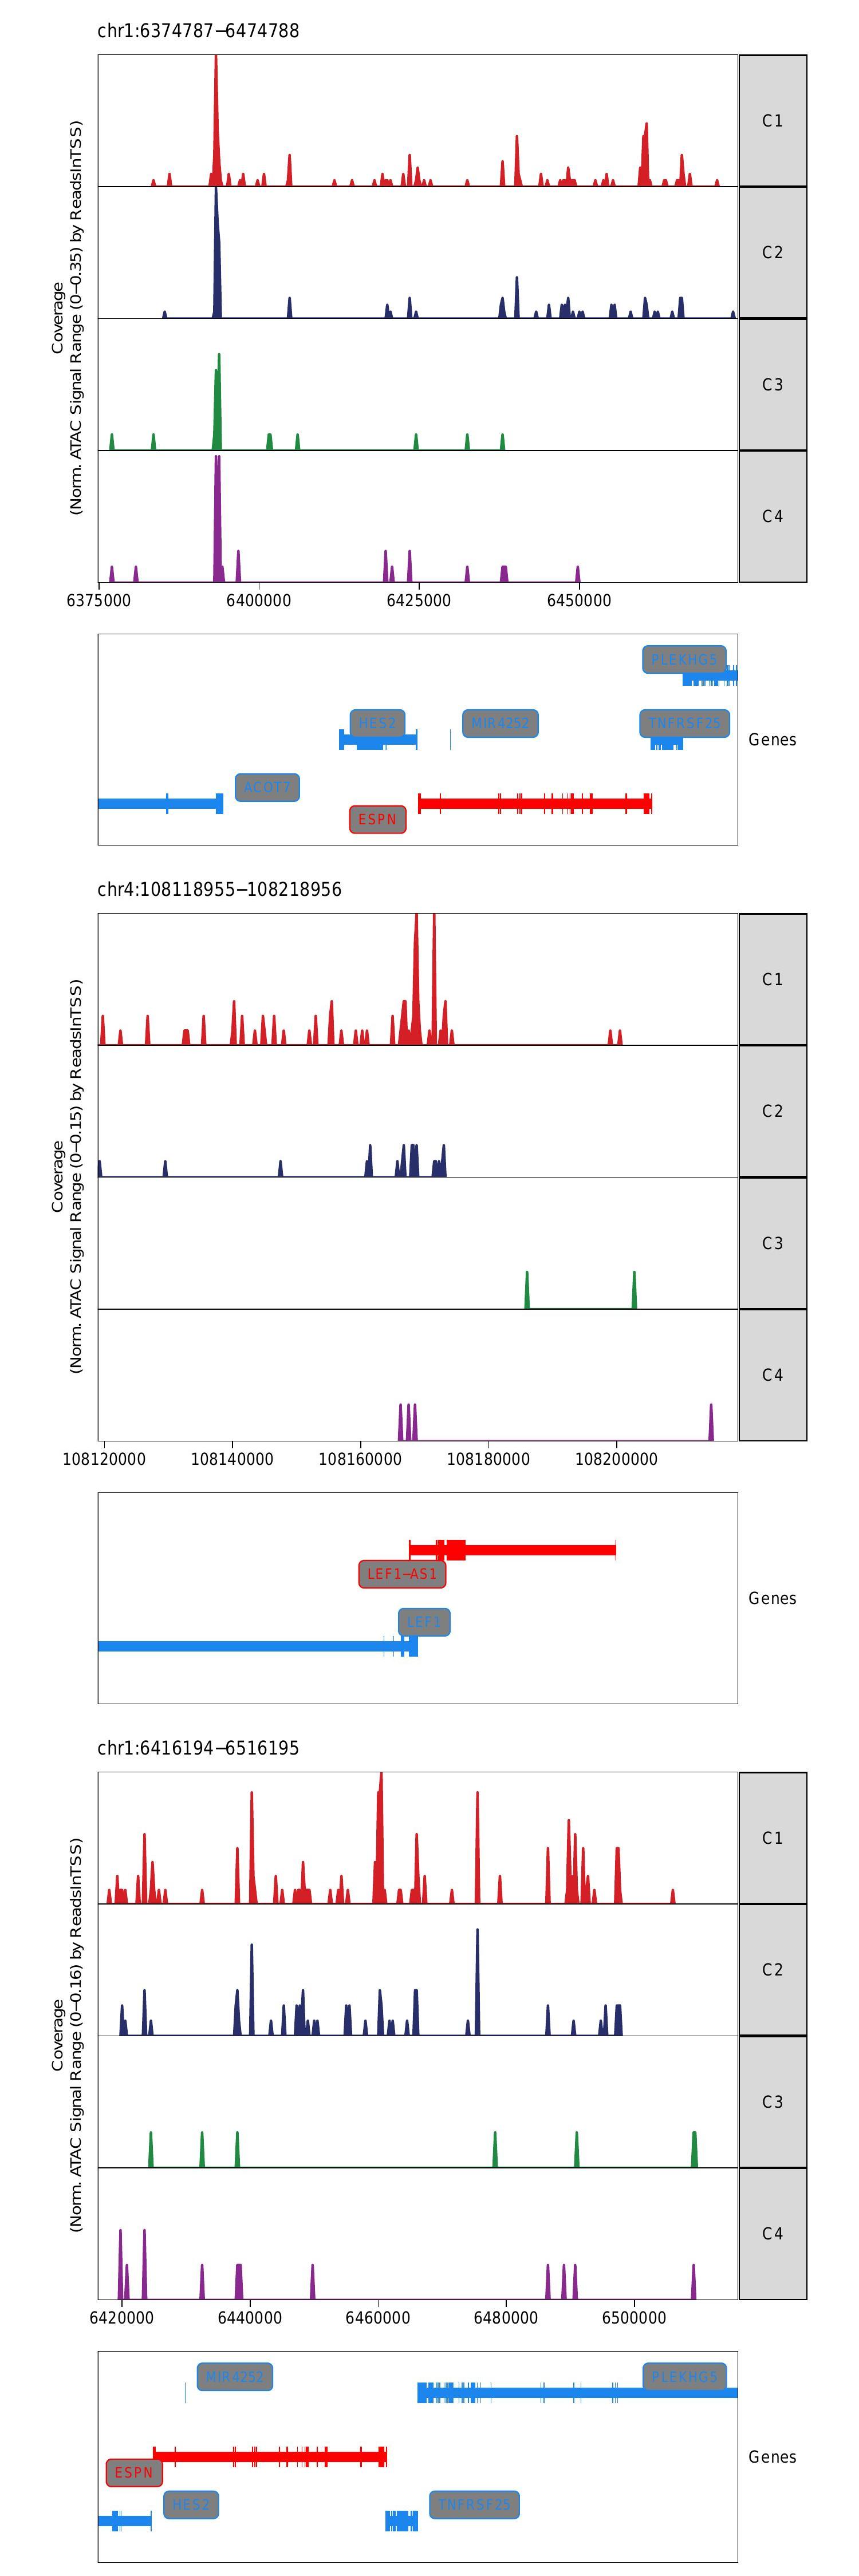 chr1:6374787−6474788
Coverage
(Norm. ATAC Signal Range (0−0.35) by ReadsInTSS)
C1
C2
C3
C4
6375000 6400000 6425000 6450000
PLEKHG5
HES2 MIR4252 TNFRSF25
Genes
ACOT7
ESPN
chr4:108118955−108218956
Coverage
(Norm. ATAC Signal Range (0−0.15) by ReadsInTSS)
C1
C2
C3
C4
108120000 108140000 108160000 108180000 108200000
LEF1−AS1
Genes
LEF1
chr1:6416194−6516195
Coverage
(Norm. ATAC Signal Range (0−0.16) by ReadsInTSS)
C1
C2
C3
C4
6420000 6440000 6460000 6480000 6500000
MIR4252 PLEKHG5
Genes
ESPN
HES2 TNFRSF25